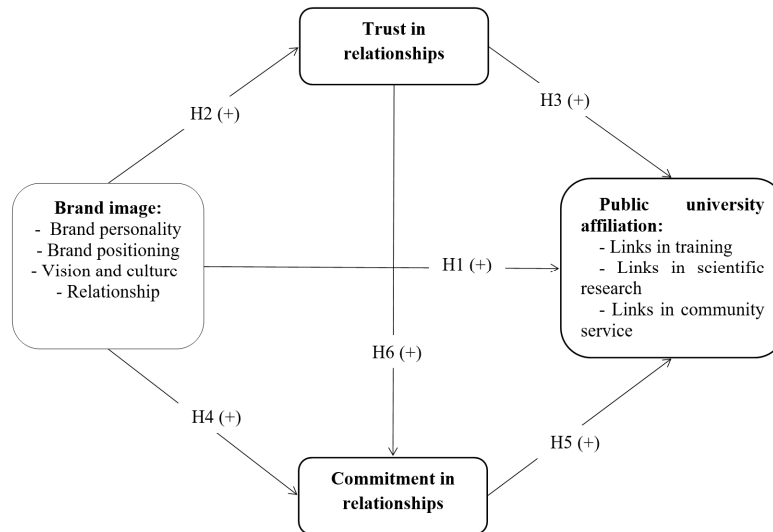 Trust in
relationships
H2 (+)
H3 (+)
Brand image:
- Brand personality
- Brand positioning
- Vision and culture
- Relationship
H1 (+)
Public university
affiliation:
- Links in training
- Links in scientific
research
- Links in community
service
H6 (+)
H4 (+)
H5 (+)
Commitment in
relationships